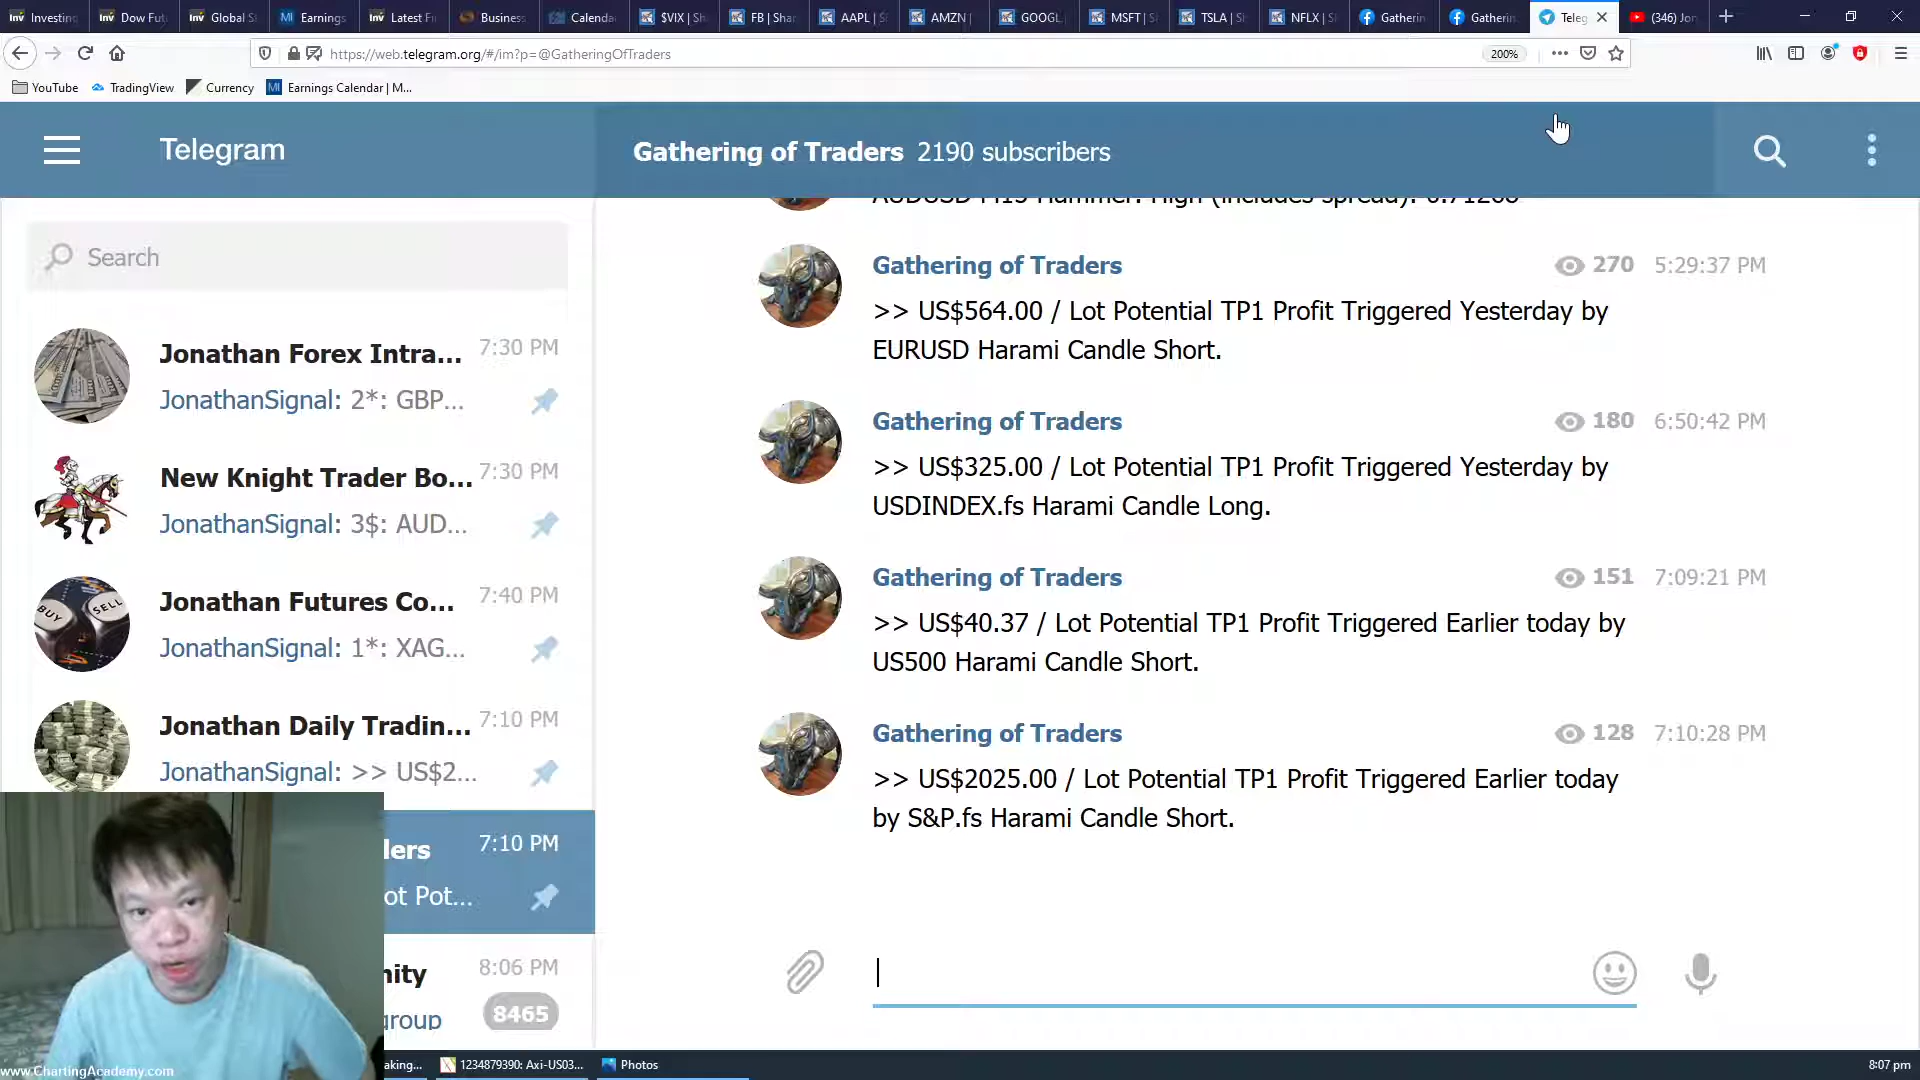 Investing
Dow Fut
Global S
Earnings
Latest Fi
Business
Calenda
$VIX | Sh
FB | Shar
AAPL | S
AMZN |
GOOGL
MSFT | S
TSLA | Sh
NFLX | S
Gatherin
Gatherin
Teleg
(346) Jon
https://web.telegram.org/#/im?p=@GatheringOfTraders
200%
YouTube
TradingView
Currency
Earnings Calendar | M...
Telegram
Gathering of Traders 2190 subscribers
Search
Jonathan Forex Intra... 7:30 PM
JonathanSignal: 2*: GBP...
New Knight Trader Bo... 7:30 PM
JonathanSignal: 3$: AUD...
BUY SELL
Jonathan Futures Co... 7:40 PM
JonathanSignal: 1*: XAG...
Jonathan Daily Tradin... 7:10 PM
JonathanSignal: >> US$2...
ders 7:10 PM
ot Pot...
nity 8:06 PM
group 8465
Gathering of Traders 270 5:29:37 PM
>> US$564.00 / Lot Potential TP1 Profit Triggered Yesterday by
EURUSD Harami Candle Short.
Gathering of Traders 180 6:50:42 PM
>> US$325.00 / Lot Potential TP1 Profit Triggered Yesterday by
USDINDEX.fs Harami Candle Long.
Gathering of Traders 151 7:09:21 PM
>> US$40.37 / Lot Potential TP1 Profit Triggered Earlier today by
US500 Harami Candle Short.
Gathering of Traders 128 7:10:28 PM
>> US$2025.00 / Lot Potential TP1 Profit Triggered Earlier today
by S&P.fs Harami Candle Short.
www.ChartingAcademy.com
aking...
1234879390: Axi-US03...
Photos
8:07 pm